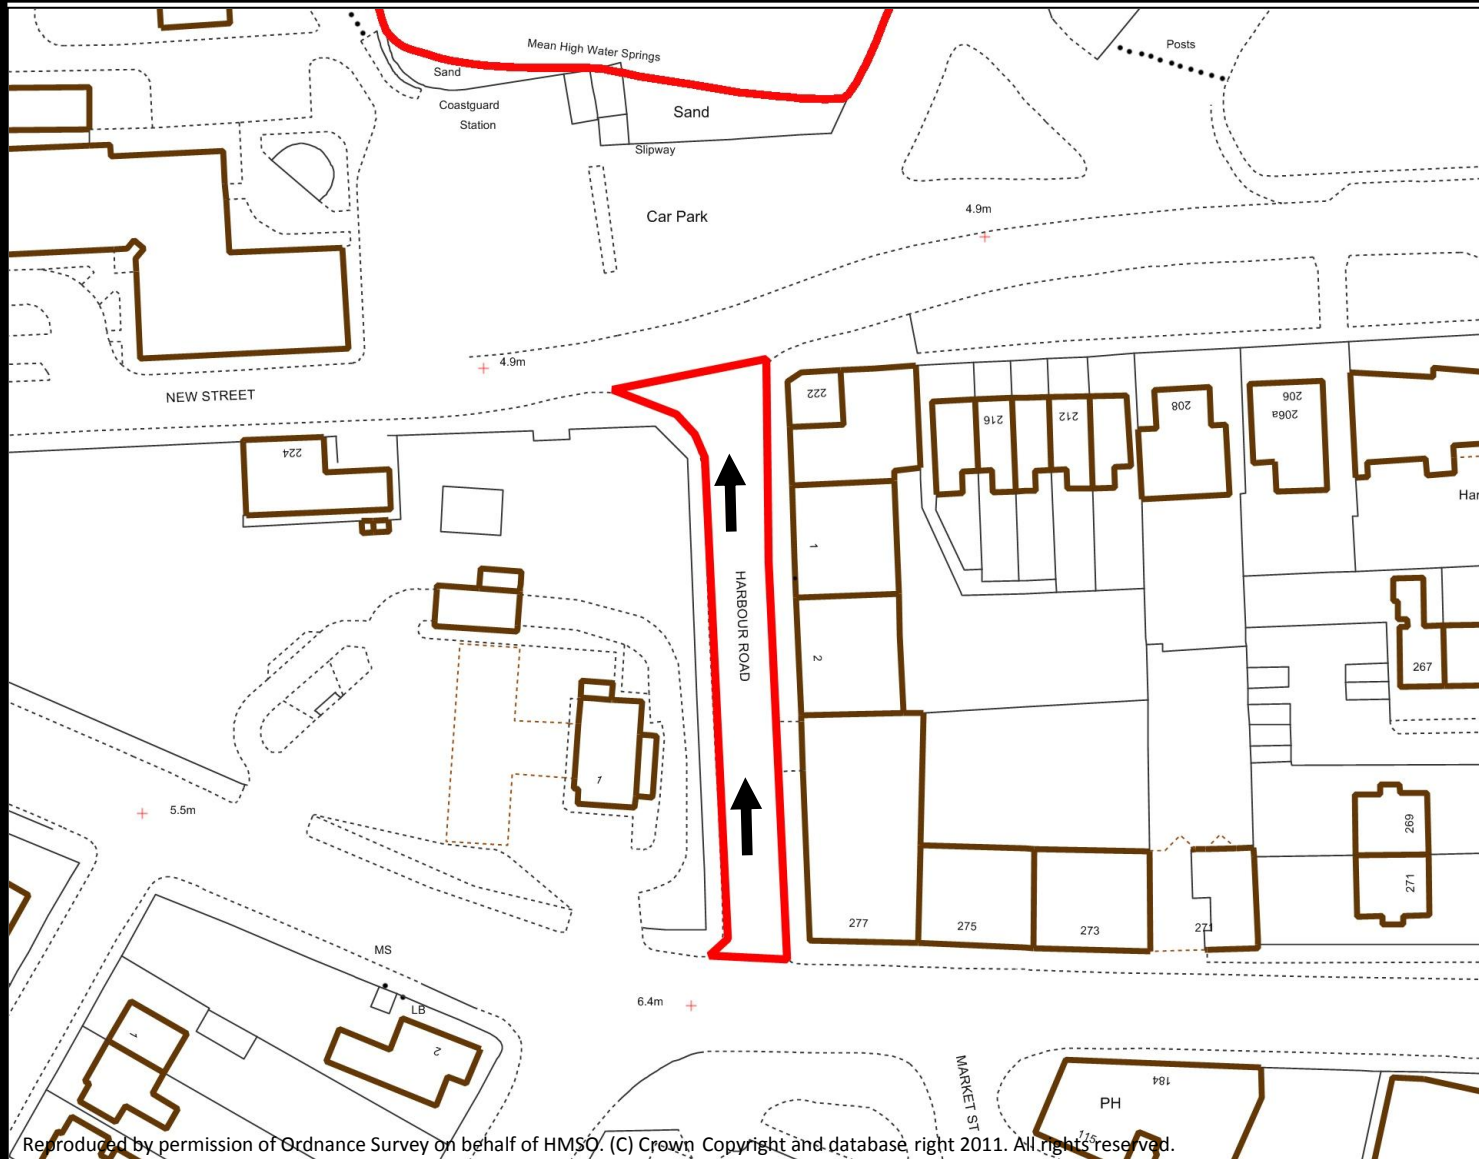 Mean High Water Springs
Posts
Sand
Coastguard
Station
Sand
Slipway
Car Park
4.9m
4.9m
NEW STREET
222
216
212
208
206
206a
224
Har
1
HARBOUR ROAD
2
267
1
5.5m
269
271
277
275
273
271
MS
LB
6.4m
1
2
MARKET ST
184
PH
115
Reproduced by permission of Ordnance Survey on behalf of HMSO. (C) Crown Copyright and database right 2011. All rights reserved.